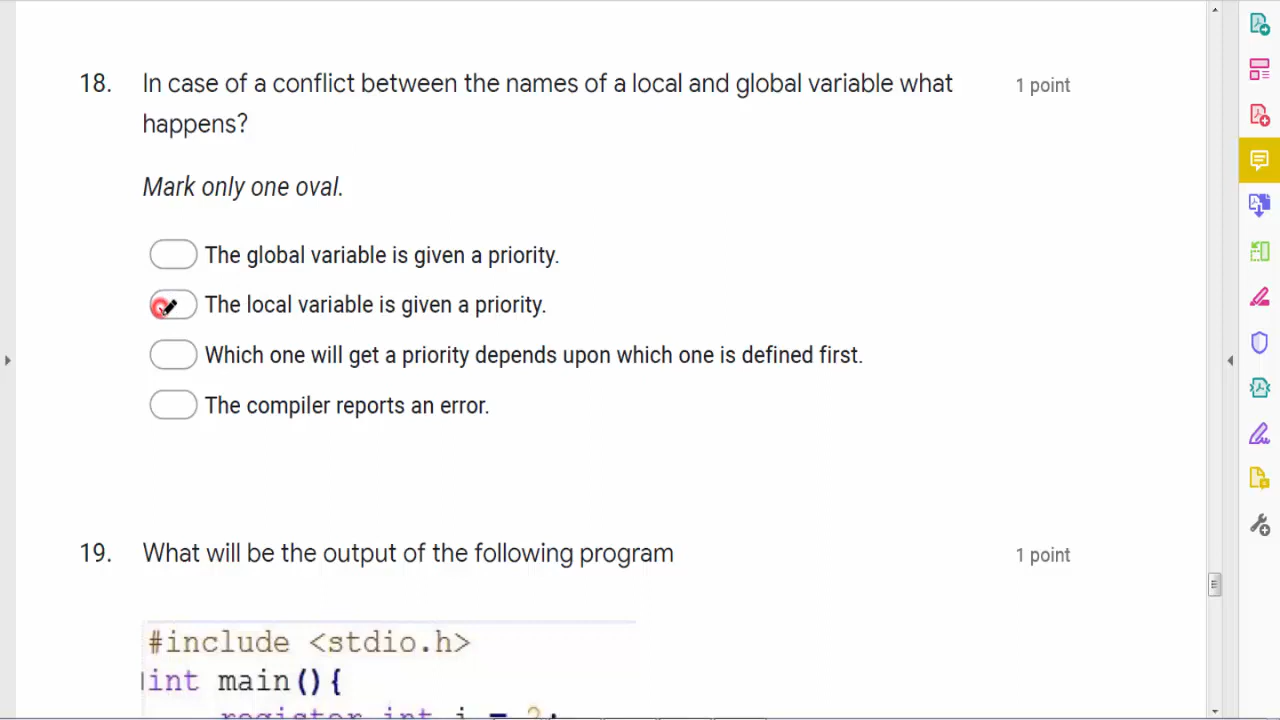 18. In case of a conflict between the names of a local and global variable what 1 point
happens?
Mark only one oval.
The global variable is given a priority.
The local variable is given a priority.
Which one will get a priority depends upon which one is defined first.
The compiler reports an error.
19. What will be the output of the following program 1 point
#include <stdio.h>
int main(){
register int i = 2;